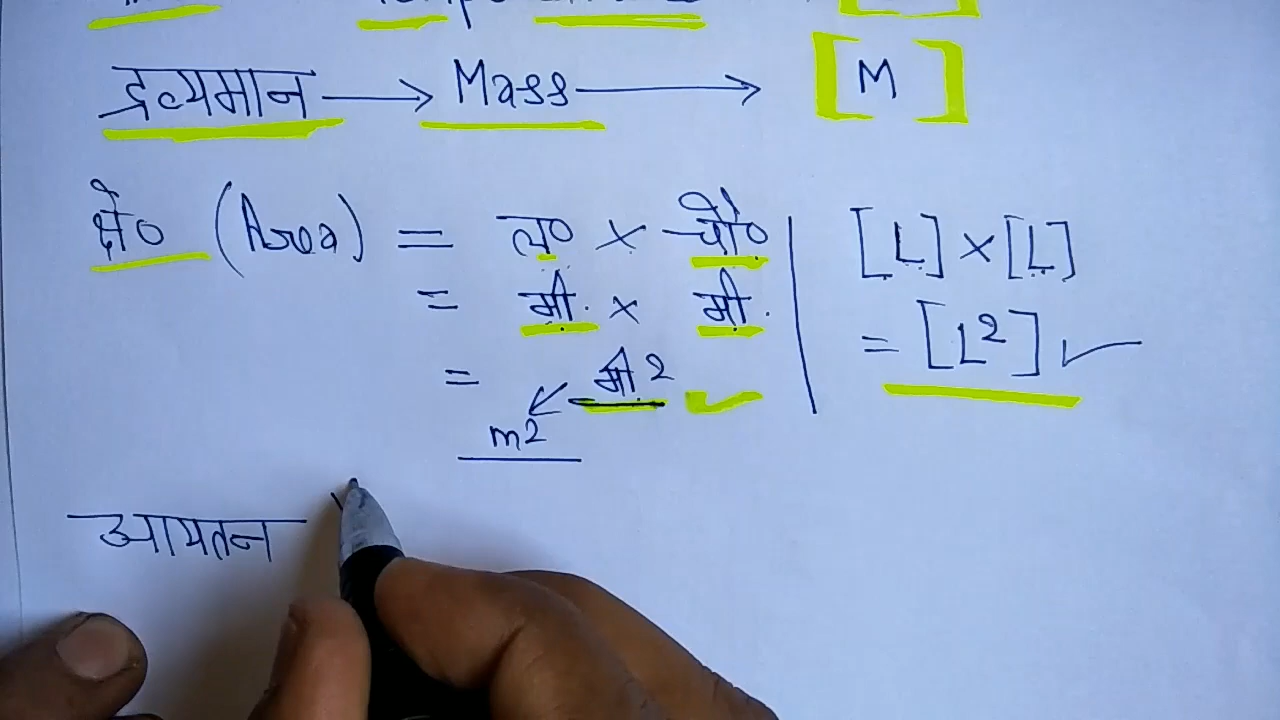 द्रव्यमान → Mass → [M]
क्षे० (Area) = ल० × चौ० | [L] × [L]
= मी. × मी. = [L²] ✓
= मी² ✓
m²
आयतन